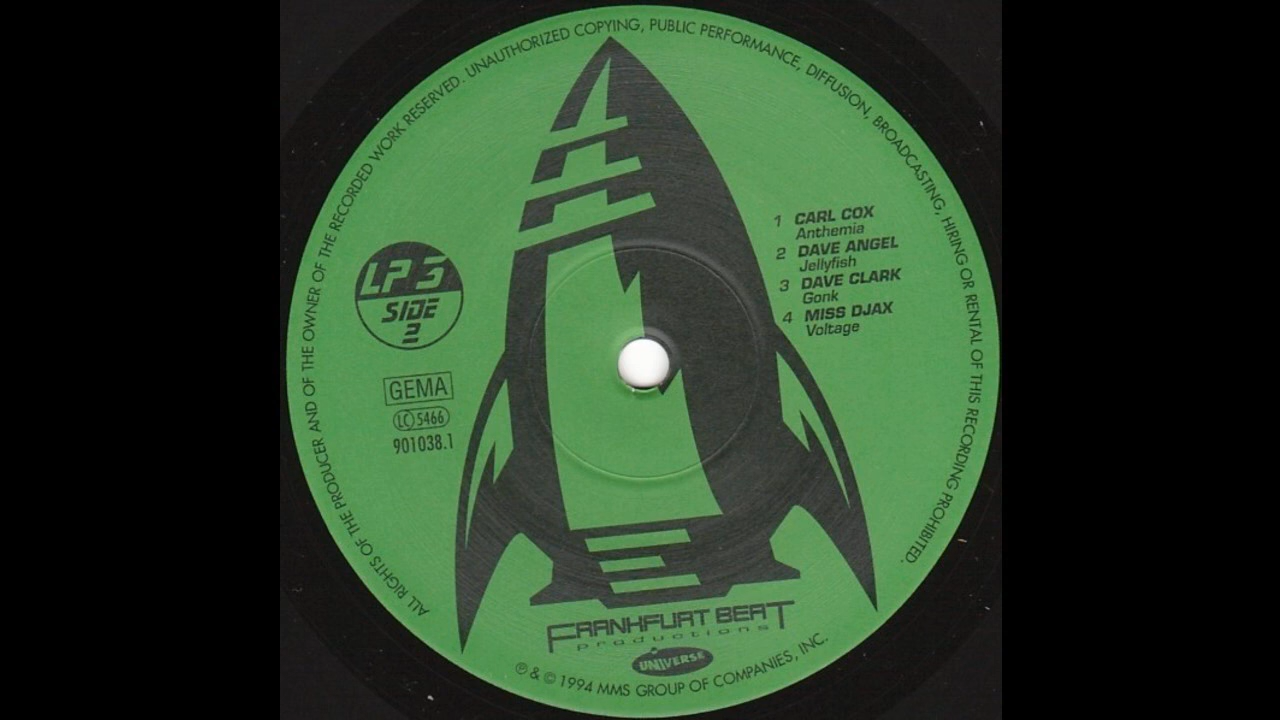 ALL RIGHTS OF THE PRODUCER AND OF THE OWNER OF THE RECORDED WORK RESERVED. UNAUTHORIZED COPYING, PUBLIC PERFORMANCE, DIFFUSION, BROADCASTING, HIRING OR RENTAL OF THIS RECORDING PROHIBITED.
1 CARL COX
Anthemia
2 DAVE ANGEL
Jellyfish
3 DAVE CLARK
Gonk
4 MISS DJAX
Voltage
LP 5
SIDE
2
GEMA
LC 5466
901038.1
FRANKFURT BEAT
productions
UNIVERSE
℗ & © 1994 MMS GROUP OF COMPANIES, INC.